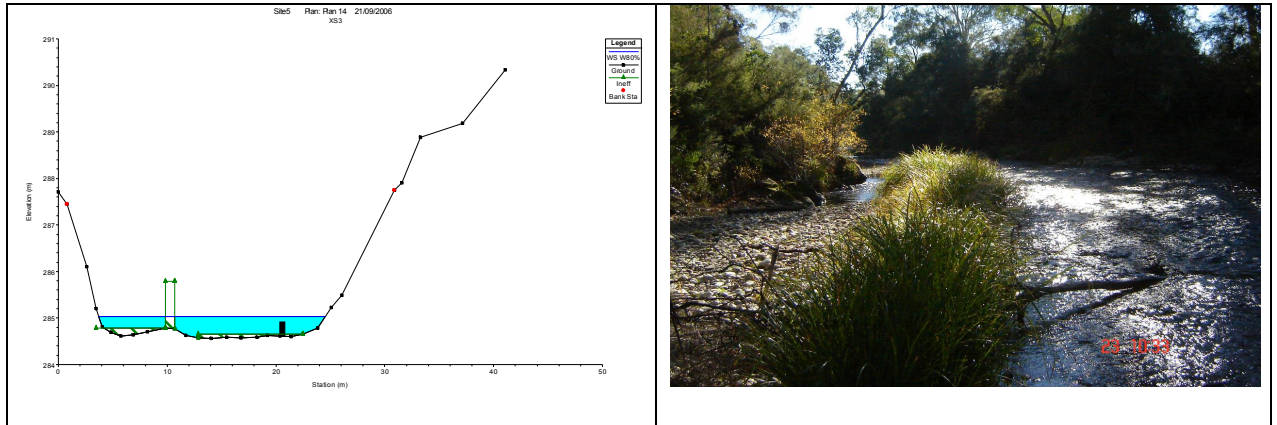 Site5 Plan: Plan 14 21/09/2006
XS3
Legend
WS W80%
Ground
Ineff
Bank Sta
Elevation (m)
291
290
289
288
287
286
285
284
0
10
20
30
40
50
Station (m)
23 10:33